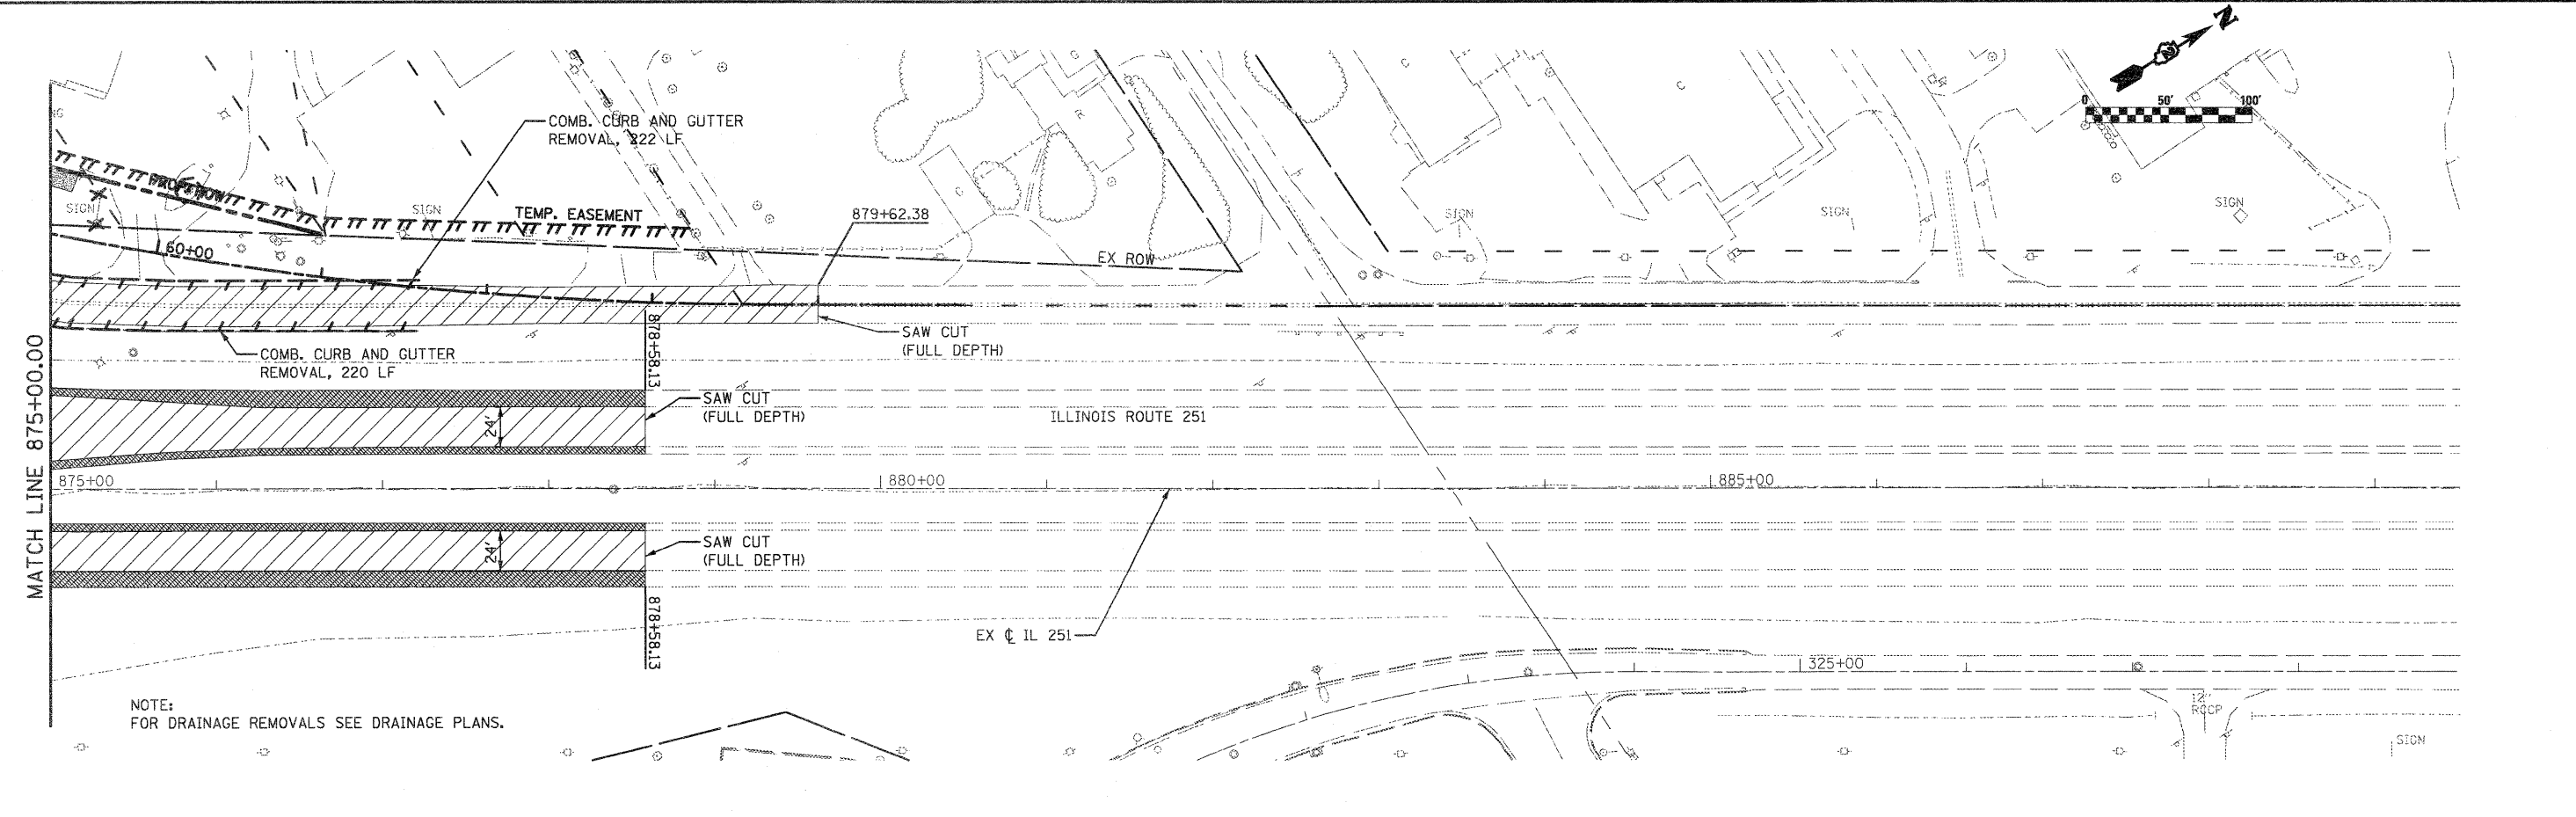 N
0 50' 100'
COMB. CURB AND GUTTER
REMOVAL, 222 LF
SIGN
SIGN
TEMP. EASEMENT
879+62.38
SIGN
SIGN
SIGN
60+00
EX ROW
C
R
G
C
C
SAW CUT
(FULL DEPTH)
878+58.13
COMB. CURB AND GUTTER
REMOVAL, 220 LF
MATCH LINE 875+00.00
SAW CUT
(FULL DEPTH)
24'
ILLINOIS ROUTE 251
875+00
880+00
885+00
24'
SAW CUT
(FULL DEPTH)
878+58.13
EX ℄ IL 251
325+00
NOTE:
FOR DRAINAGE REMOVALS SEE DRAINAGE PLANS.
12"
RCCP
SIGN